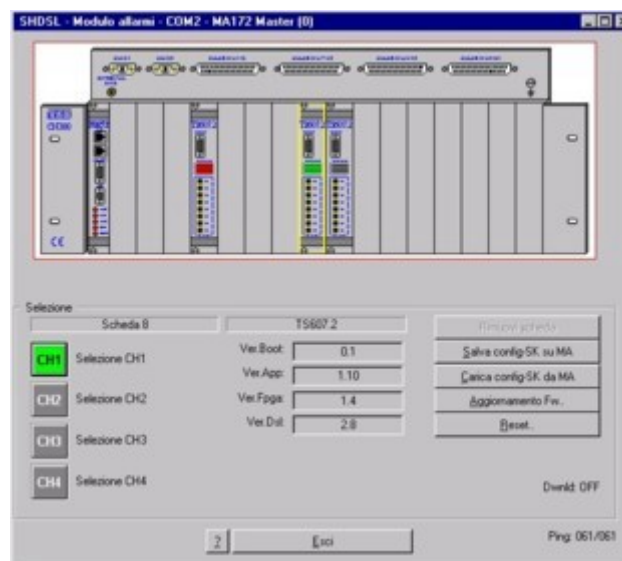 SHDSL - Modulo allarmi - COM2 - MA172 Master (0)
CE
Selezione
Scheda 8
TS607.2
Rimuovi scheda
CH1 Selezione CH1
Ver.Boot: 0.1
Salva config-SK su MA
Ver.App: 1.10
Carica config-SK da MA
CH2 Selezione CH2
Ver.Fpga: 1.4
Aggiornamento Fw..
Ver.Dsl: 2.8
Reset..
CH3 Selezione CH3
CH4 Selezione CH4
Dwnld: OFF
? Esci
Ping: 061/061